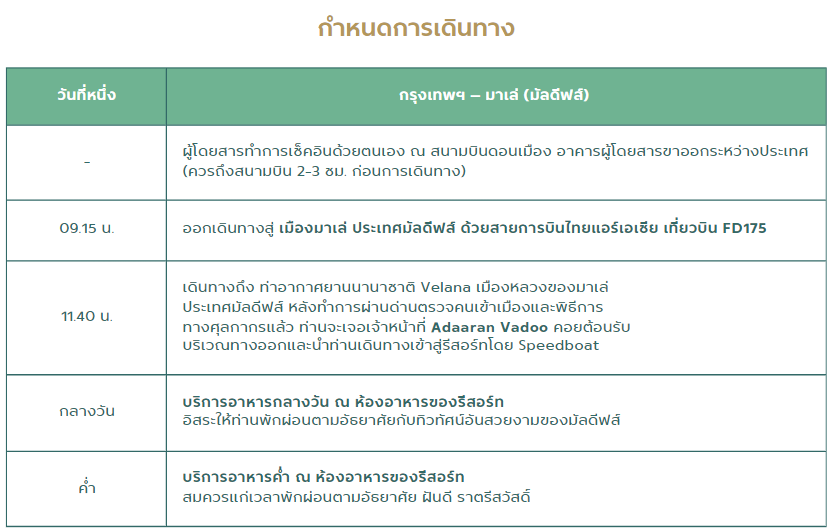 กำหนดการเดินทาง
วันที่หนึ่ง
กรุงเทพฯ – มาเล่ (มัลดีฟส์)
-
ผู้โดยสารทำการเช็คอินด้วยตนเอง ณ สนามบินดอนเมือง อาคารผู้โดยสารขาออกระหว่างประเทศ
(ควรถึงสนามบิน 2-3 ชม. ก่อนการเดินทาง)
09.15 น.
ออกเดินทางสู่ เมืองมาเล่ ประเทศมัลดีฟส์ ด้วยสายการบินไทยแอร์เอเชีย เที่ยวบิน FD175
11.40 น.
เดินทางถึง ท่าอากาศยานนานาชาติ Velana เมืองหลวงของมาเล่
ประเทศมัลดีฟส์ หลังทำการผ่านด่านตรวจคนเข้าเมืองและพิธีการ
ทางศุลกากรแล้ว ท่านจะเจอเจ้าหน้าที่ Adaaran Vadoo คอยต้อนรับ
บริเวณทางออกและนำท่านเดินทางเข้าสู่รีสอร์ทโดย Speedboat
กลางวัน
บริการอาหารกลางวัน ณ ห้องอาหารของรีสอร์ท
อิสระให้ท่านพักผ่อนตามอัธยาศัยกับทิวทัศน์อันสวยงามของมัลดีฟส์
ค่ำ
บริการอาหารค่ำ ณ ห้องอาหารของรีสอร์ท
สมควรแก่เวลาพักผ่อนตามอัธยาศัย ฝันดี ราตรีสวัสดิ์